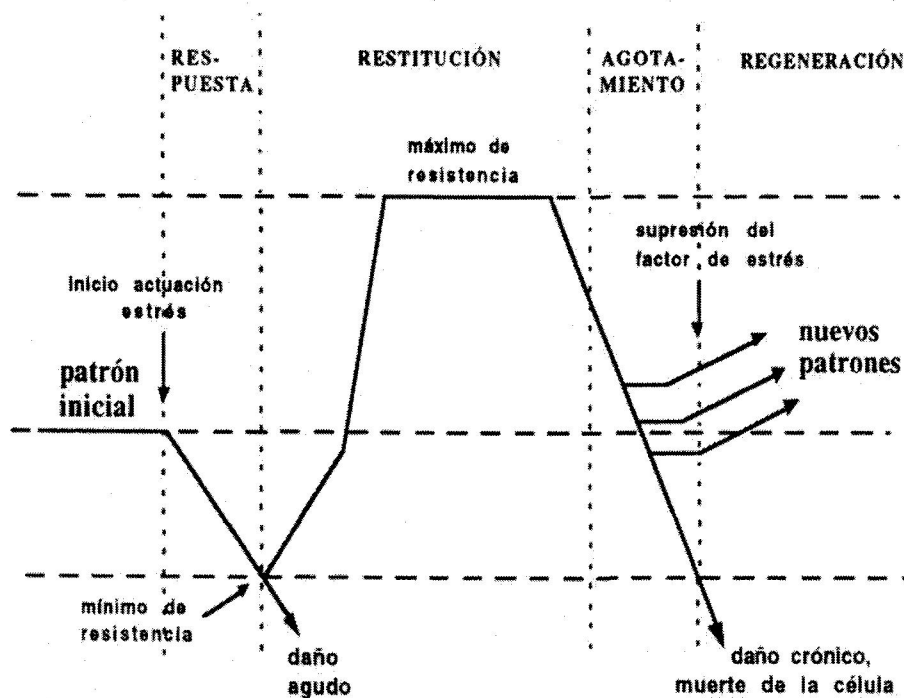 RES-
PUESTA
RESTITUCIÓN
AGOTA-
MIENTO
REGENERACIÓN
máximo de
resistencia
supresión del
factor de estrés
inicio actuación
estrés
patrón
inicial
nuevos
patrones
mínimo de
resistencia
daño
agudo
daño crónico,
muerte de la célula